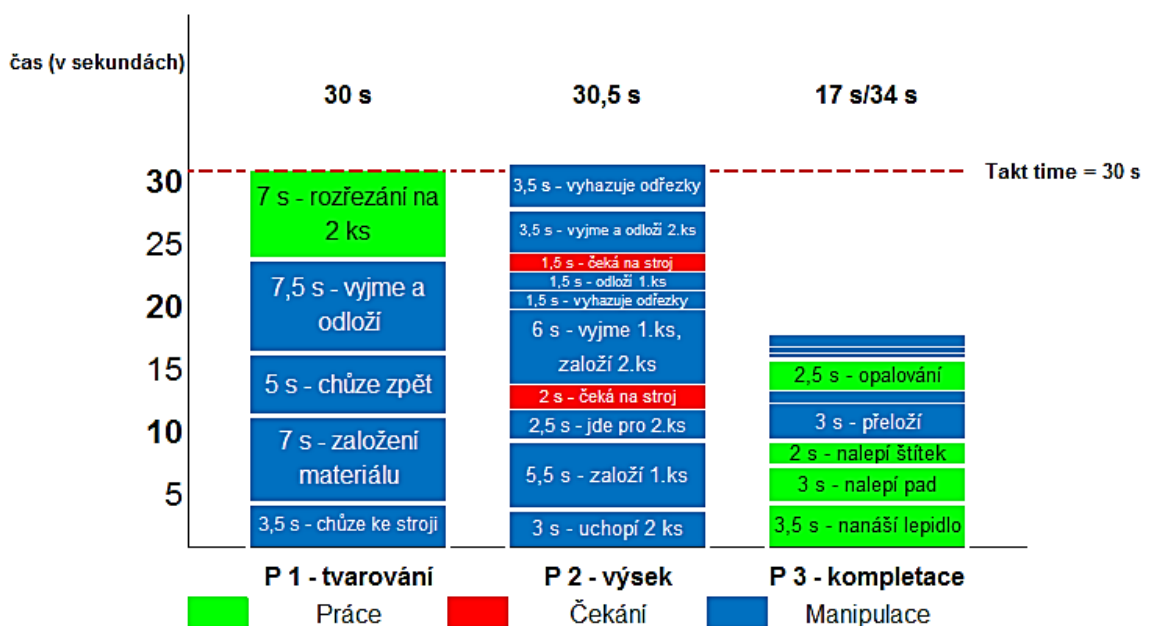 čas (v sekundách)
30 s
30,5 s
17 s/34 s
30
25
20
15
10
5
Takt time = 30 s
7 s - rozřezání na
2 ks
7,5 s - vyjme a
odloží
5 s - chůze zpět
7 s - založení
materiálu
3,5 s - chůze ke stroji
3,5 s - vyhazuje odřezky
3,5 s - vyjme a odloží 2.ks
1,5 s - čeká na stroj
1,5 s - odloží 1.ks
1,5 s - vyhazuje odřezky
6 s - vyjme 1.ks,
založí 2.ks
2 s - čeká na stroj
2,5 s - jde pro 2.ks
5,5 s - založí 1.ks
3 s - uchopí 2 ks
2,5 s - opalování
3 s - přeloží
2 s - nalepí štítek
3 s - nalepí pad
3,5 s - nanáší lepidlo
P 1 - tvarování
P 2 - výsek
P 3 - kompletace
Práce
Čekání
Manipulace